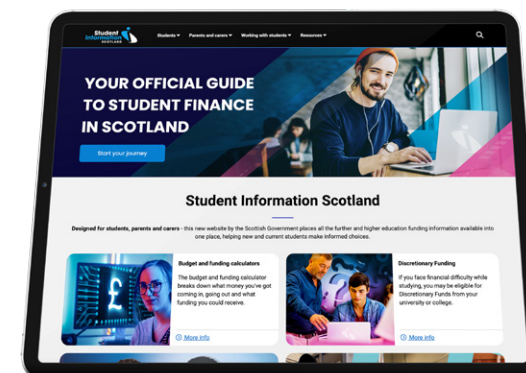 Student
Information
SCOTLAND
Students
Parents and carers
Working with students
Resources
YOUR OFFICIAL GUIDE
TO STUDENT FINANCE
IN SCOTLAND
Start your journey
Student Information Scotland
Designed for students, parents and carers - this new website by the Scottish Government places all the further and higher education funding information available into
one place, helping new and current students make informed choices.
£
Budget and funding calculators
The budget and funding calculator
breaks down what money you've got
coming in, going out and what
funding you could receive.
More info
Discretionary Funding
If you face financial difficulty while
studying, you may be eligible for
Discretionary Funds from your
university or college.
More info